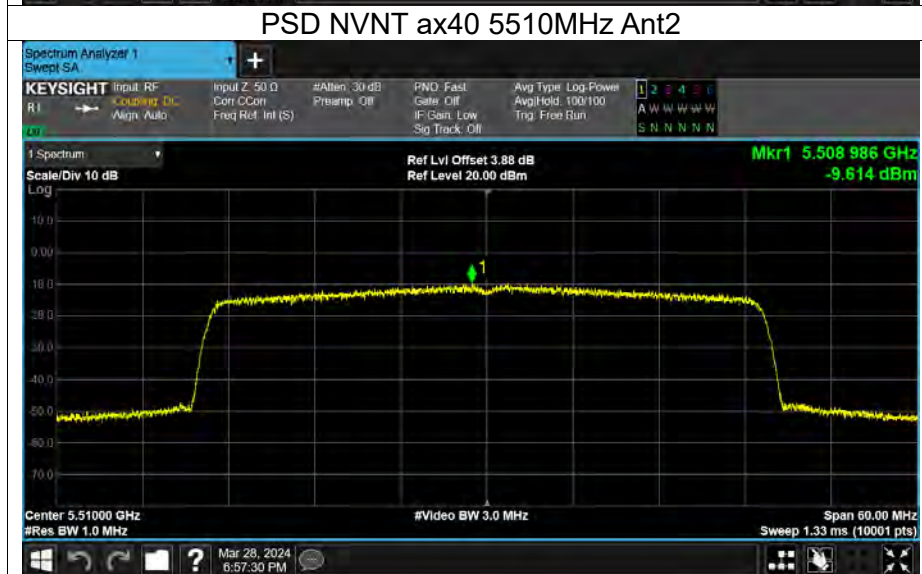 PSD NVNT ax40 5510MHz Ant2
Spectrum Analyzer 1
Swept SA
+
KEYSIGHT Input: RF Input Z: 50 Ω #Atten: 30 dB PNO: Fast Avg Type: Log-Power 1 2 3 4 5 6
Coupling: DC Corr CCorr Preamp: Off Gate: Off Avg|Hold: 100/100 A W W W W W
Align: Auto Freq Ref: Int (S) IF Gain: Low Trig: Free Run
Sig Track: Off S N N N N N
1 Spectrum Ref Lvl Offset 3.88 dB Mkr1 5.508 986 GHz
Scale/Div 10 dB Ref Level 20.00 dBm -9.614 dBm
Log
10.0
0.00
1
-10.0
-20.0
-30.0
-40.0
-50.0
-60.0
-70.0
Center 5.51000 GHz #Video BW 3.0 MHz Span 60.00 MHz
#Res BW 1.0 MHz Sweep 1.33 ms (10001 pts)
? Mar 28, 2024
6:57:30 PM